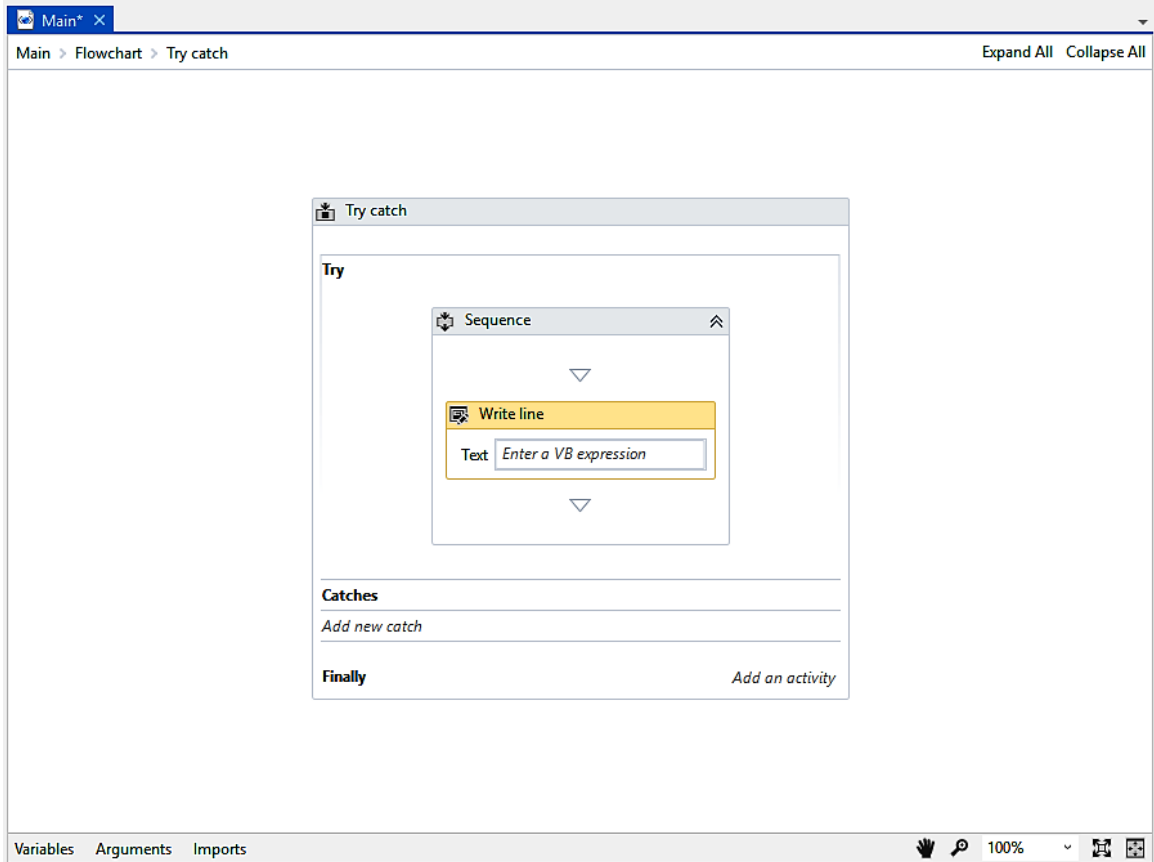 Main*
Main > Flowchart > Try catch Expand All Collapse All
Try catch
Try
Sequence
Write line
Text Enter a VB expression
Catches
Add new catch
Finally Add an activity
Variables Arguments Imports 100%